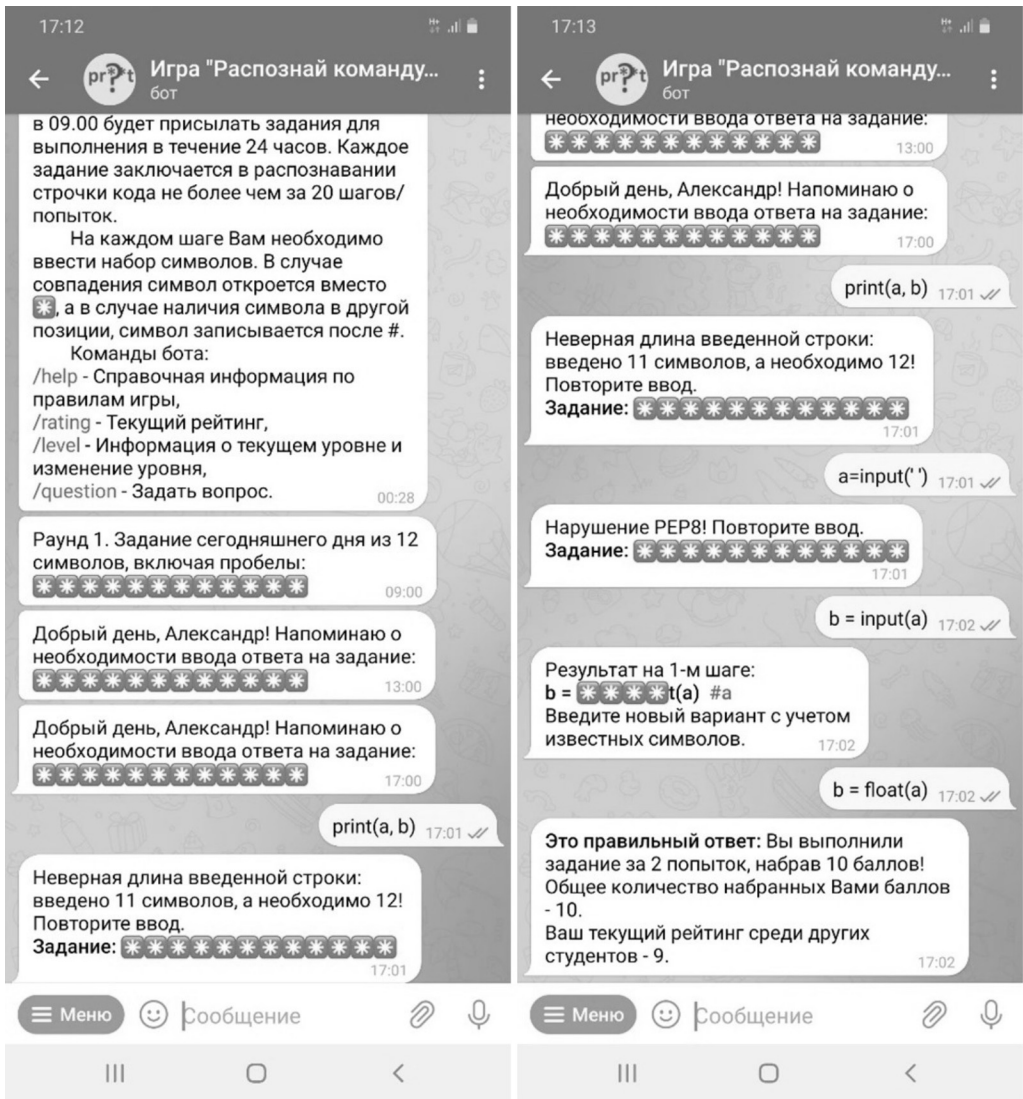 17:12
pr?t
Игра "Распознай команду...
бот
в 09.00 будет присылать задания для
выполнения в течение 24 часов. Каждое
задание заключается в распознавании
строчки кода не более чем за 20 шагов/
попыток.
На каждом шаге Вам необходимо
ввести набор символов. В случае
совпадения символ откроется вместо
*️⃣, а в случае наличия символа в другой
позиции, символ записывается после #.
Команды бота:
/help - Справочная информация по
правилам игры,
/rating - Текущий рейтинг,
/level - Информация о текущем уровне и
изменение уровня,
/question - Задать вопрос.
00:28
Раунд 1. Задание сегодняшнего дня из 12
символов, включая пробелы:
*️⃣*️⃣*️⃣*️⃣*️⃣*️⃣*️⃣*️⃣*️⃣*️⃣*️⃣*️⃣
09:00
Добрый день, Александр! Напоминаю о
необходимости ввода ответа на задание:
*️⃣*️⃣*️⃣*️⃣*️⃣*️⃣*️⃣*️⃣*️⃣*️⃣*️⃣*️⃣
13:00
Добрый день, Александр! Напоминаю о
необходимости ввода ответа на задание:
*️⃣*️⃣*️⃣*️⃣*️⃣*️⃣*️⃣*️⃣*️⃣*️⃣*️⃣*️⃣
17:00
print(a, b) 17:01
Неверная длина введенной строки:
введено 11 символов, а необходимо 12!
Повторите ввод.
Задание: *️⃣*️⃣*️⃣*️⃣*️⃣*️⃣*️⃣*️⃣*️⃣*️⃣*️⃣*️⃣
17:01
Меню
Сообщение
17:13
pr?t
Игра "Распознай команду...
бот
необходимости ввода ответа на задание:
*️⃣*️⃣*️⃣*️⃣*️⃣*️⃣*️⃣*️⃣*️⃣*️⃣*️⃣*️⃣
13:00
Добрый день, Александр! Напоминаю о
необходимости ввода ответа на задание:
*️⃣*️⃣*️⃣*️⃣*️⃣*️⃣*️⃣*️⃣*️⃣*️⃣*️⃣*️⃣
17:00
print(a, b) 17:01
Неверная длина введенной строки:
введено 11 символов, а необходимо 12!
Повторите ввод.
Задание: *️⃣*️⃣*️⃣*️⃣*️⃣*️⃣*️⃣*️⃣*️⃣*️⃣*️⃣*️⃣
17:01
a=input(' ') 17:01
Нарушение PEP8! Повторите ввод.
Задание: *️⃣*️⃣*️⃣*️⃣*️⃣*️⃣*️⃣*️⃣*️⃣*️⃣*️⃣*️⃣
17:01
b = input(a) 17:02
Результат на 1-м шаге:
b = *️⃣*️⃣*️⃣*️⃣t(a) #a
Введите новый вариант с учетом
известных символов.
17:02
b = float(a) 17:02
Это правильный ответ: Вы выполнили
задание за 2 попыток, набрав 10 баллов!
Общее количество набранных Вами баллов
- 10.
Ваш текущий рейтинг среди других
студентов - 9.
17:02
Меню
Сообщение